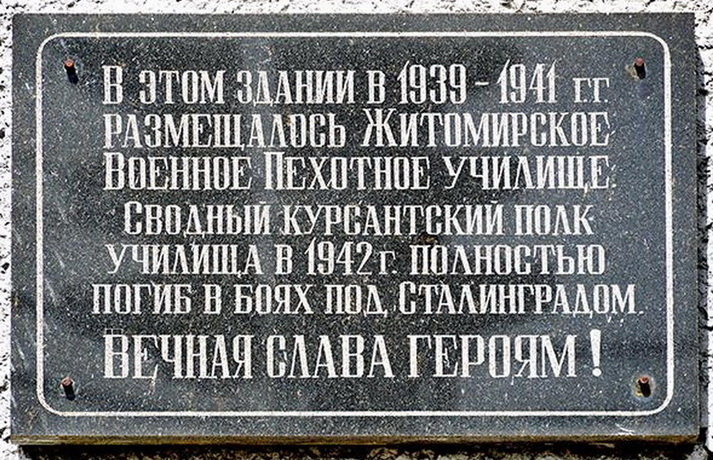 В ЭТОМ ЗДАНИИ В 1939 - 1941 Г.Г.
РАЗМЕЩАЛОСЬ ЖИТОМИРСКОЕ
ВОЕННОЕ ПЕХОТНОЕ УЧИЛИЩЕ.
СВОДНЫЙ КУРСАНТСКИЙ ПОЛК
УЧИЛИЩА В 1942 Г. ПОЛНОСТЬЮ
ПОГИБ В БОЯХ ПОД СТАЛИНГРАДОМ.
ВЕЧНАЯ СЛАВА ГЕРОЯМ!